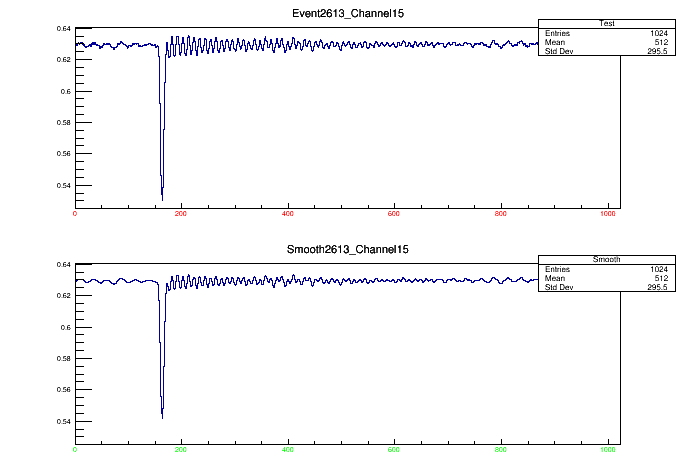 Event2613_Channel15
Test
Entries 1024
Mean 512
Std Dev 295.5
0.64
0.62
0.6
0.58
0.56
0.54
0 200 400 600 800 1000
Smooth2613_Channel15
Smooth
Entries 1024
Mean 512
Std Dev 295.5
0.64
0.62
0.6
0.58
0.56
0.54
0 200 400 600 800 1000